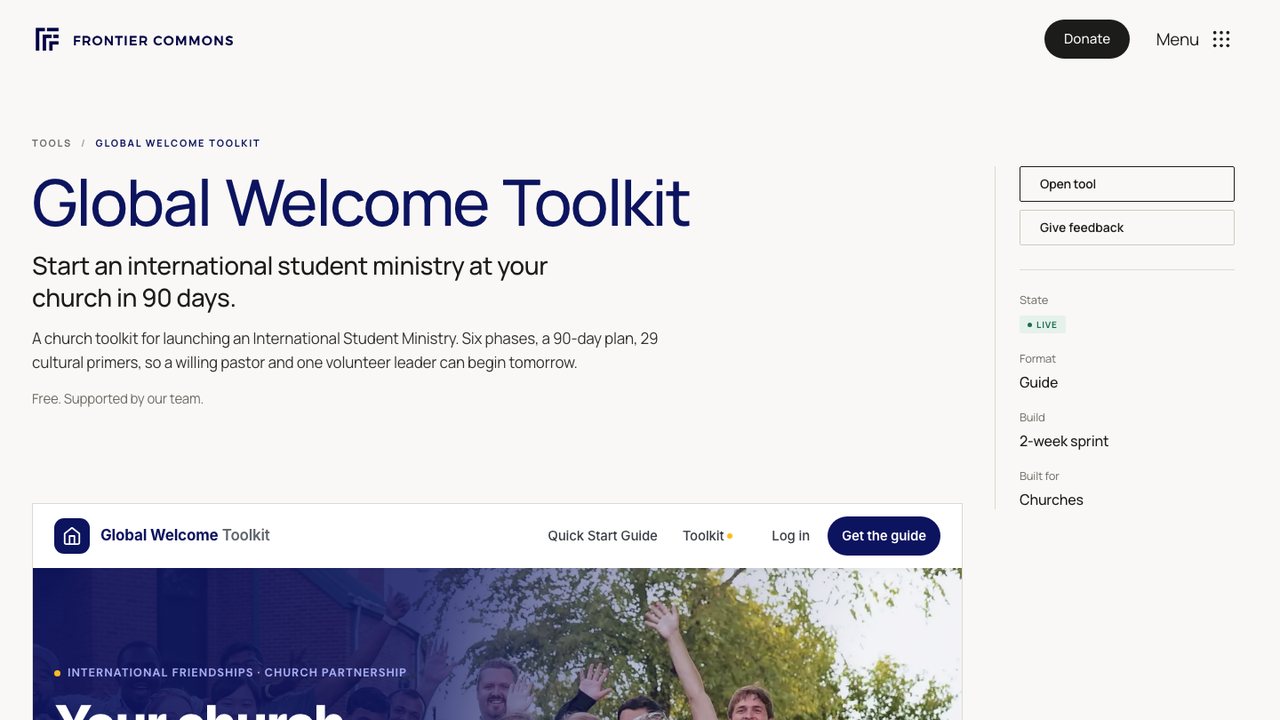 FRONTIER COMMONS
Donate
Menu
TOOLS / GLOBAL WELCOME TOOLKIT
Global Welcome Toolkit
Start an international student ministry at your
church in 90 days.
A church toolkit for launching an International Student Ministry. Six phases, a 90-day plan, 29
cultural primers, so a willing pastor and one volunteer leader can begin tomorrow.
Free. Supported by our team.
Open tool
Give feedback
State
LIVE
Format
Guide
Build
2-week sprint
Built for
Churches
Global Welcome Toolkit
Quick Start Guide
Toolkit
Log in
Get the guide
INTERNATIONAL FRIENDSHIPS · CHURCH PARTNERSHIP
Your church